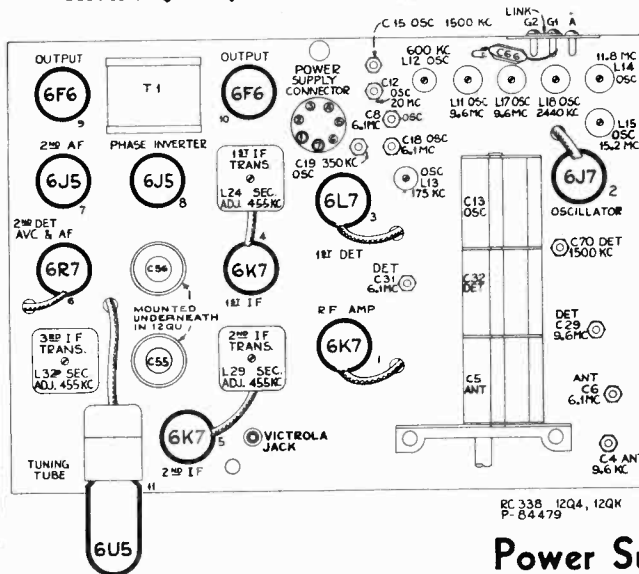 C15 OSC 1500 KC
LINK
G2 G1 A
C66
OUTPUT
6F6
9
T1
OUTPUT
6F6
10
POWER
SUPPLY
CONNECTOR
C12
OSC
20 MC
600 KC
L12 OSC
L11 OSC
9.6MC
L17 OSC
9.6MC
L18 OSC
2440 KC
11.8 MC
L14
OSC
L15
OSC
15.2 MC
C8
6.1MC
OSC
C18 OSC
6.1MC
C19 350 KC
OSC
OSC
L13
175 KC
2ND AF
6J5
7
PHASE INVERTER
6J5
8
1ST IF
TRANS.
L24 SEC.
ADJ. 455KC
6L7
3
1ST DET
6J7
2
OSCILLATOR
C13
OSC
C70 DET
1500 KC
2ND DET
AVC & AF
6R7
6
C56
MOUNTED
UNDERNEATH
IN 12QU
C55
4
6K7
1ST IF
DET
C31
6.1MC
C32
DET
DET
C29
9.6MC
3RD IF
TRANS.
L32 SEC
ADJ. 455KC
2ND IF
TRANS.
L29 SEC.
ADJ. 455KC
RF AMP
6K7
1
C5
ANT
ANT
C6
6.1MC
C4 ANT
9.6 KC
6K7
5
2ND IF
VICTROLA
JACK
TUNING
TUBE
11
6U5
RC 338 12Q4, 12QK
P-84479
Power Su